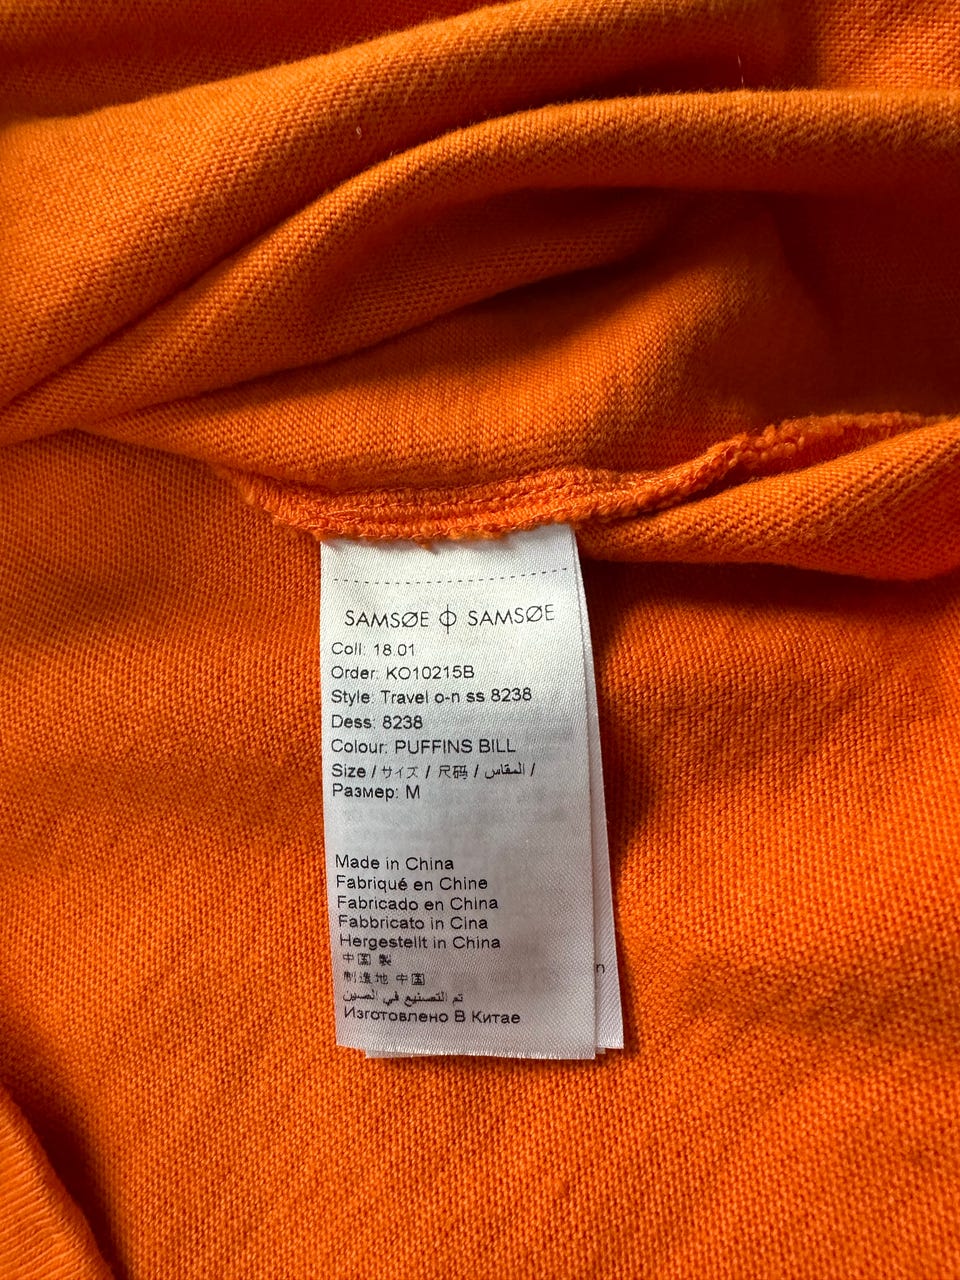 SAMSØE ϕ SAMSØE
Coll: 18.01
Order: KO10215B
Style: Travel o-n ss 8238
Dess: 8238
Colour: PUFFINS BILL
Size / サイズ / 尺码 / المقاس /
Размер: M
Made in China
Fabriqué en Chine
Fabricado en China
Fabbricato in Cina
Hergestellt in China
中国 製
制造地 中国
تم التصنيع في الصين
Изготовлено В Китае
n